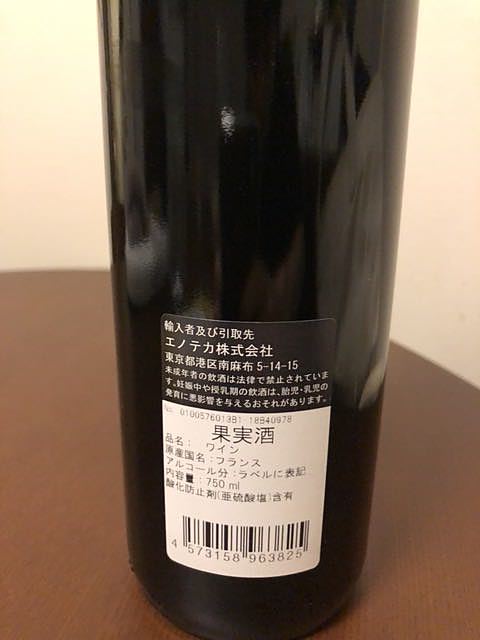 輸入者及び引取先
エノテカ株式会社
東京都港区南麻布 5-14-15
未成年者の飲酒は法律で禁止されていま
す。妊娠中や授乳期の飲酒は、胎児・乳児の
発育に悪影響を与えるおそれがあります。
No. 0100576013B1 18B40978
果実酒
品名： ワイン
原産国名：フランス
アルコール分：ラベルに表記
内容量：750 ml
酸化防止剤(亜硫酸塩)含有
4 573158 963825